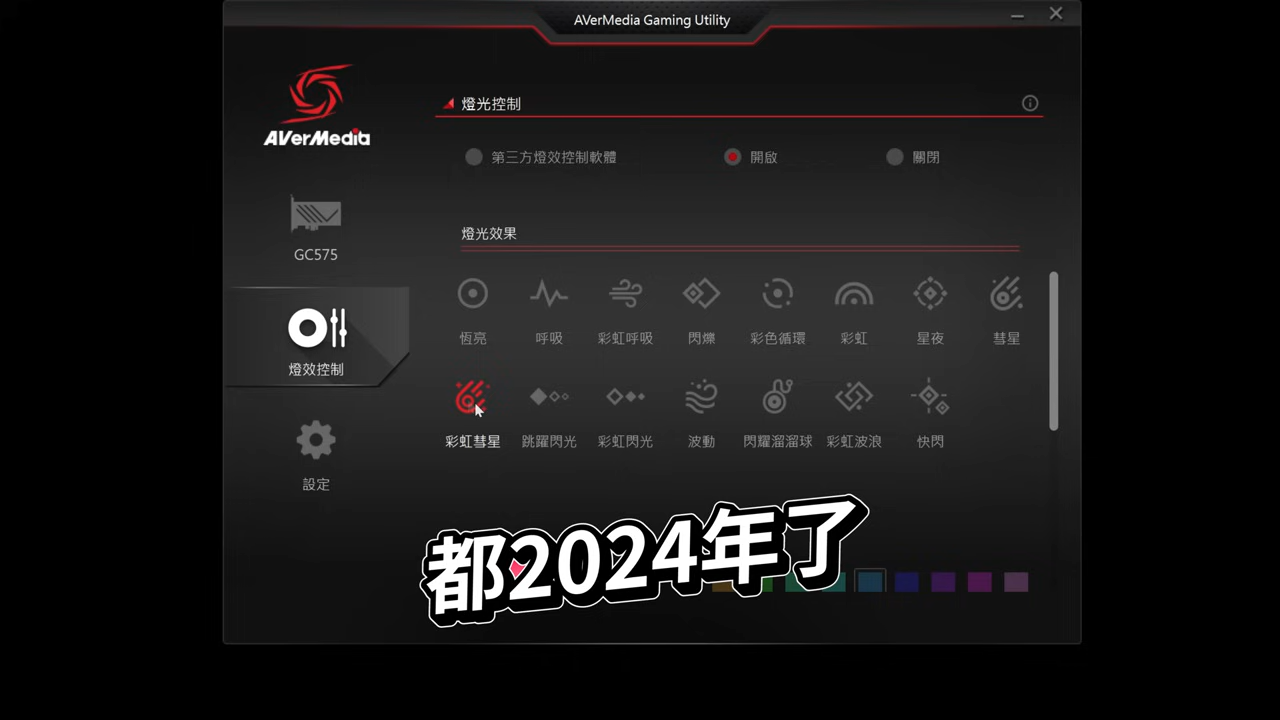 AVerMedia Gaming Utility
AVerMedia
燈光控制
第三方燈效控制軟體
開啟
關閉
GC575
燈光效果
恆亮
呼吸
彩虹呼吸
閃爍
彩色循環
彩虹
星夜
彗星
燈效控制
彩虹彗星
跳躍閃光
彩虹閃光
波動
閃耀溜溜球
彩虹波浪
快閃
設定
都2024年了